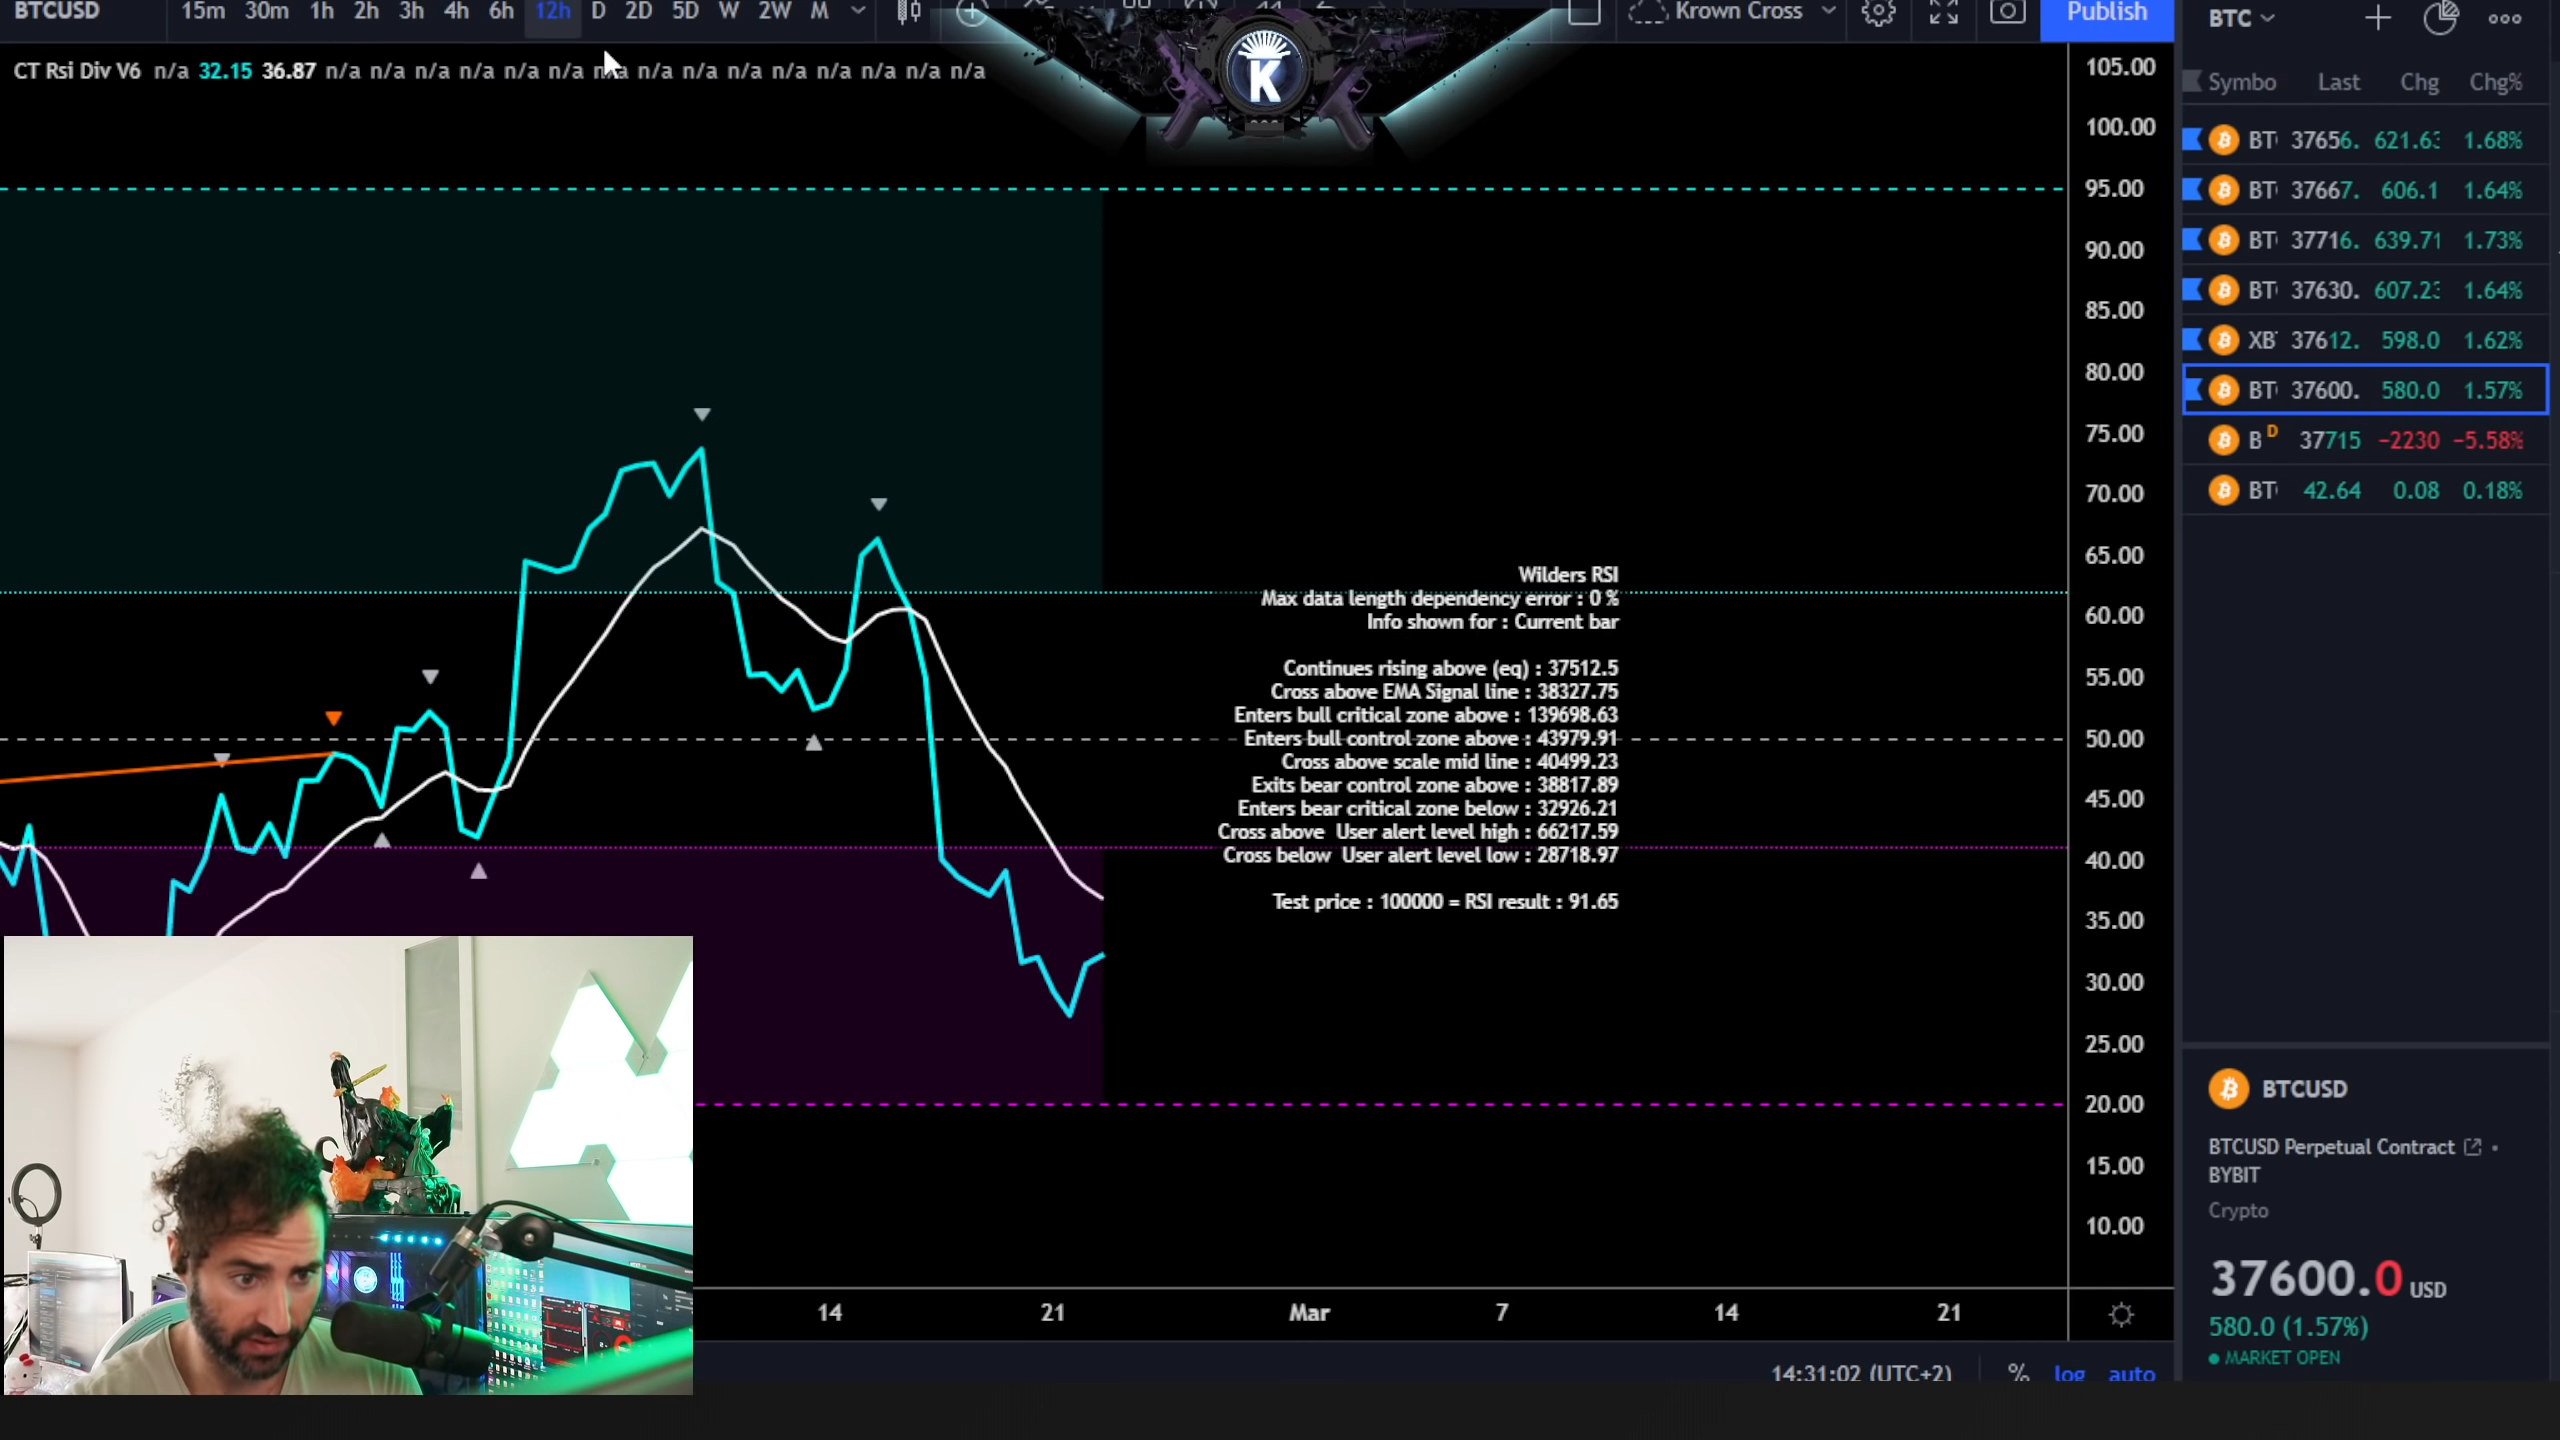 BTCUSD 15m 30m 1h 2h 3h 4h 6h 12h D 2D 5D W 2W M Krown Cross Publish
CT Rsi Div V6 n/a 32.15 36.87 n/a n/a n/a n/a n/a n/a n/a n/a n/a n/a n/a n/a n/a n/a n/a
K
105.00
100.00
95.00
90.00
85.00
80.00
75.00
70.00
65.00
60.00
55.00
50.00
45.00
40.00
35.00
30.00
25.00
20.00
15.00
10.00
Wilders RSI
Max data length dependency error : 0 %
Info shown for : Current bar
Continues rising above (eq) : 37512.5
Cross above EMA Signal line : 38327.75
Enters bull critical zone above : 139698.63
Enters bull control zone above : 43979.91
Cross above scale mid line : 40499.23
Exits bear control zone above : 38817.89
Enters bear critical zone below : 32926.21
Cross above User alert level high : 66217.59
Cross below User alert level low : 28718.97
Test price : 100000 = RSI result : 91.65
14 21 Mar 7 14 21
14:31:02 (UTC+2) % log auto
BTC
Symbo Last Chg Chg%
BT 37656. 621.63 1.68%
BT 37667. 606.1 1.64%
BT 37716. 639.71 1.73%
BT 37630. 607.23 1.64%
XB 37612. 598.0 1.62%
BT 37600. 580.0 1.57%
B D 37715 −2230 −5.58%
BT 42.64 0.08 0.18%
BTCUSD
BTCUSD Perpetual Contract •
BYBIT
Crypto
37600.0 USD
580.0 (1.57%)
MARKET OPEN